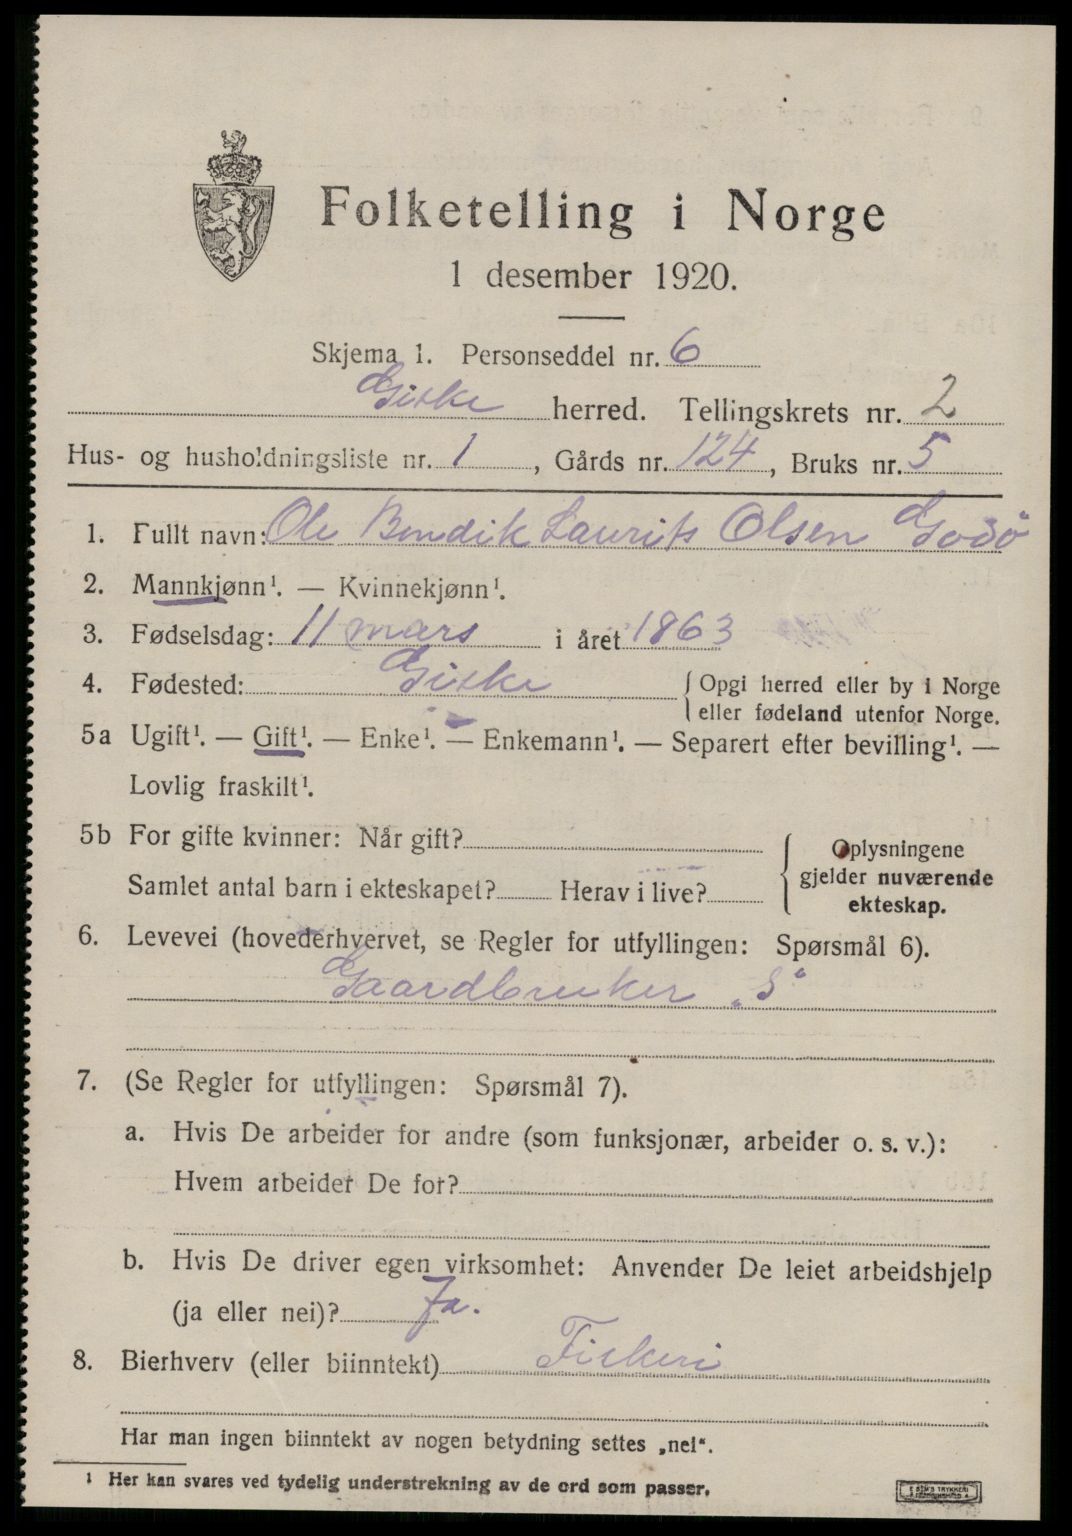 Folketelling i Norge
1 desember 1920.
Skjema 1. Personseddel nr. 6
Giske herred. Tellingskrets nr. 2
Hus- og husholdningsliste nr. 1, Gårds nr. 124, Bruks nr. 5
1. Fullt navn: Ole Bendik Laurits Olsen Godø
2. Mannkjønn¹. — Kvinnekjønn¹.
3. Fødselsdag: 11 mars i året 1863
4. Fødested: Giske { Opgi herred eller by i Norge
eller fødeland utenfor Norge.
5a Ugift¹. — Gift¹. — Enke¹. — Enkemann¹. — Separert efter bevilling¹. —
Lovlig fraskilt¹.
5b For gifte kvinner: Når gift?
Samlet antal barn i ekteskapet? Herav i live?
{ Oplysningene
gjelder nuværende
ekteskap.
6. Levevei (hovederhvervet, se Regler for utfyllingen: Spørsmål 6).
Gaardbruker „S"
7. (Se Regler for utfyllingen: Spørsmål 7).
a. Hvis De arbeider for andre (som funksjonær, arbeider o. s. v.):
Hvem arbeider De for?
b. Hvis De driver egen virksomhet: Anvender De leiet arbeidshjelp
(ja eller nei)? Ja.
8. Bierhverv (eller biinntekt) Fiskeri
Har man ingen biinntekt av nogen betydning settes „nei".
¹ Her kan svares ved tydelig understrekning av de ord som passer.